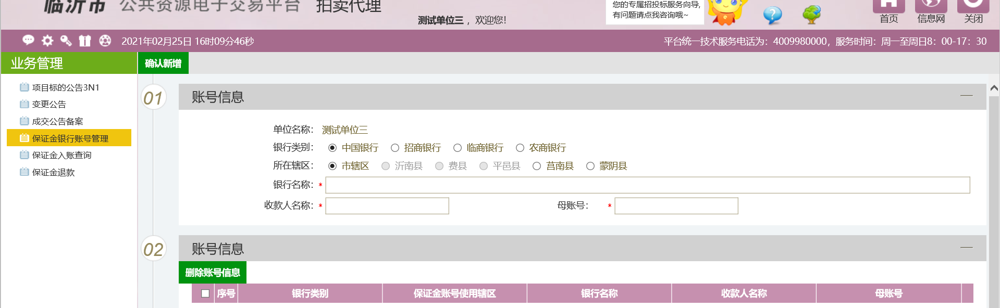 临沂市 公共资源电子交易平台 拍卖代理
测试单位三 ，欢迎您！
您的专属招投标服务向导，
有问题请点我咨询哦~
首页 信息网 关闭
2021年02月25日 16时09分46秒
平台统一技术服务电话为：4009980000，服务时间：周一至周日8：00-17：30
业务管理
项目标的公告3N1
变更公告
成交公告备案
保证金银行账号管理
保证金入账查询
保证金退款
确认新增
01 账号信息
单位名称： 测试单位三
银行类别： 中国银行 招商银行 临商银行 农商银行
所在辖区： 市辖区 沂南县 费县 平邑县 莒南县 蒙阴县
银行名称：*
收款人名称：* 母账号： *
02 账号信息
删除账号信息
序号 银行类别 保证金账号使用辖区 银行名称 收款人名称 母账号